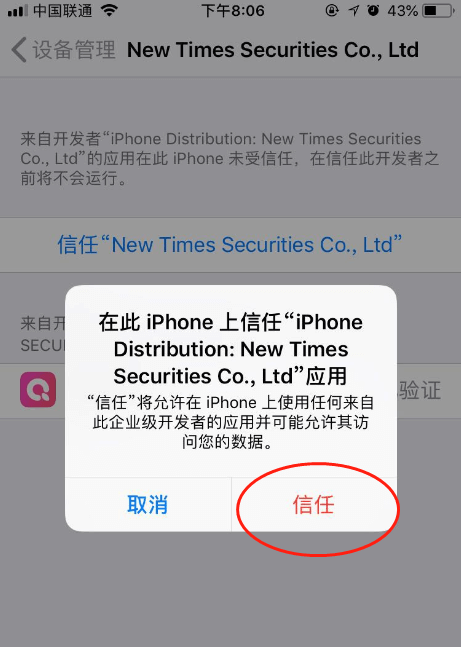 中国联通 下午8:06 43%
设备管理 New Times Securities Co., Ltd
来自开发者“iPhone Distribution: New Times Securities
Co., Ltd”的应用在此 iPhone 未受信任，在信任此开发者之
前将不会运行。
信任“New Times Securities Co., Ltd”
来自开
SECU
验证
在此 iPhone 上信任“iPhone
Distribution: New Times
Securities Co., Ltd”应用
“信任”将允许在 iPhone 上使用任何来自
此企业级开发者的应用并可能允许其访
问您的数据。
取消 信任